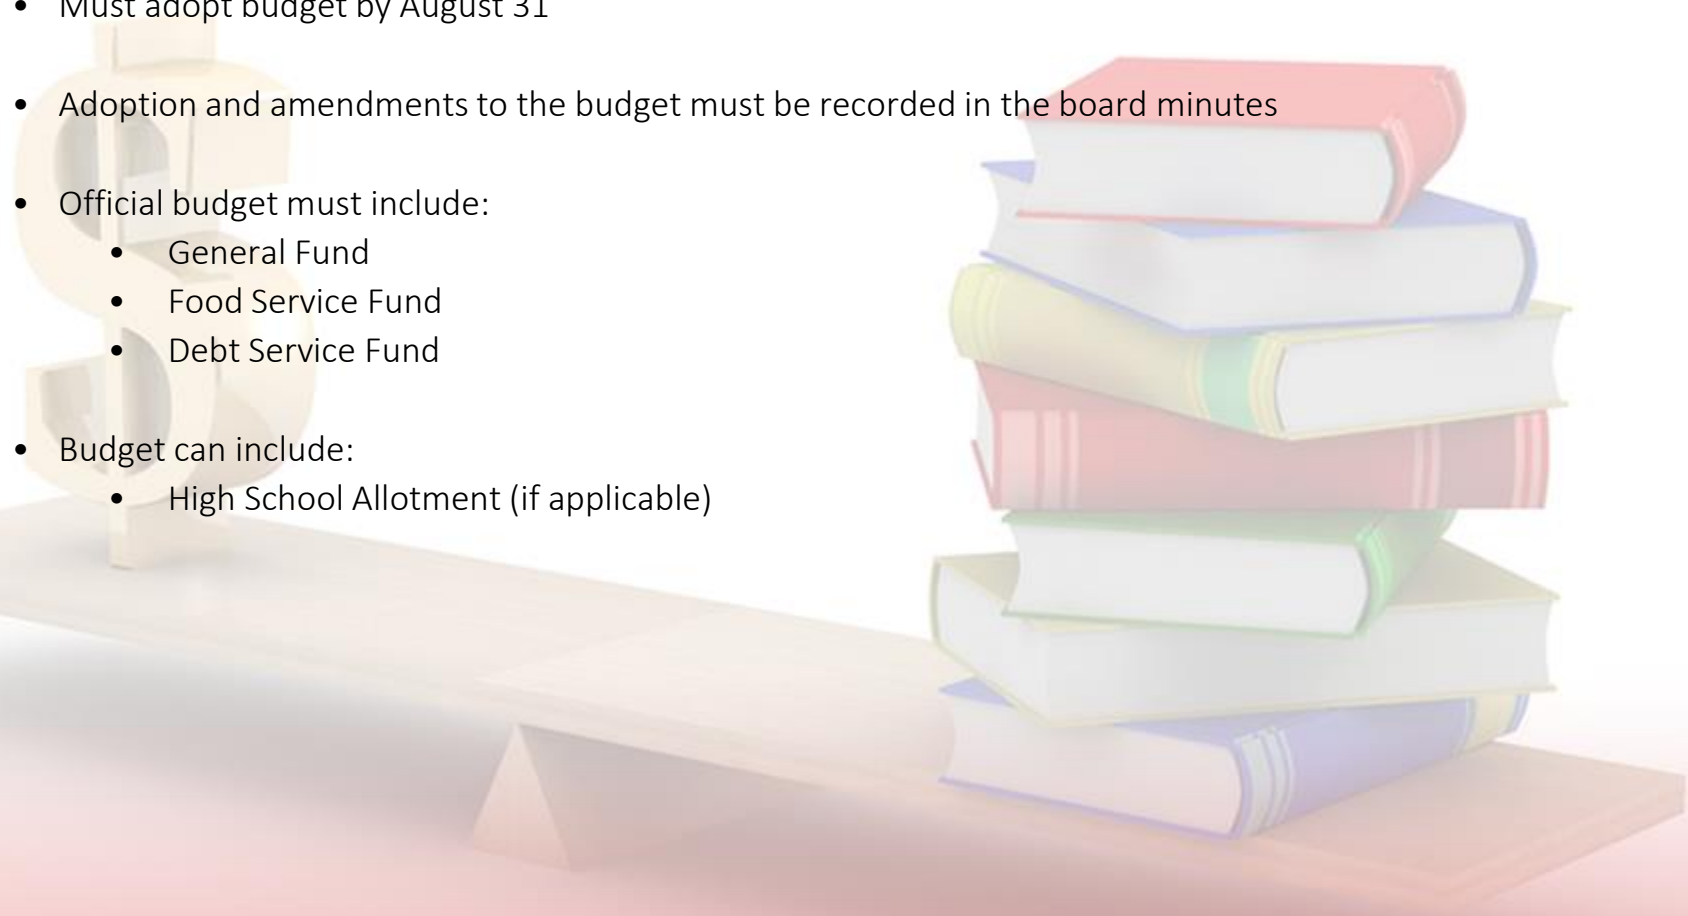 • Must adopt budget by August 31
• Adoption and amendments to the budget must be recorded in the board minutes
• Official budget must include:
• General Fund
• Food Service Fund
• Debt Service Fund
• Budget can include:
• High School Allotment (if applicable)